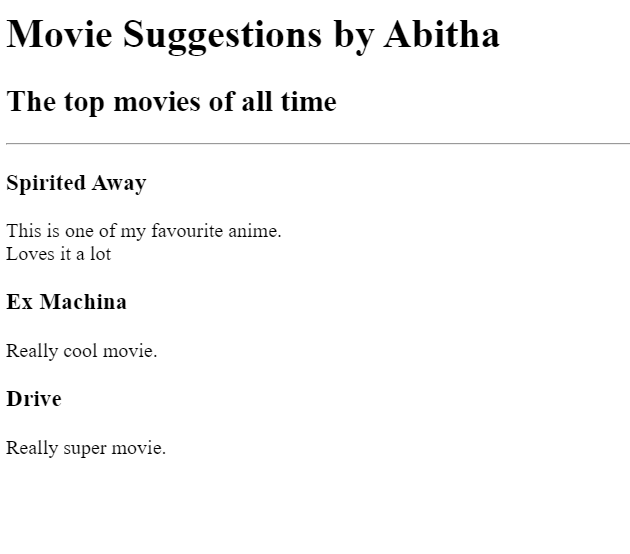 Movie Suggestions by Abitha
The top movies of all time
Spirited Away
This is one of my favourite anime.
Loves it a lot
Ex Machina
Really cool movie.
Drive
Really super movie.